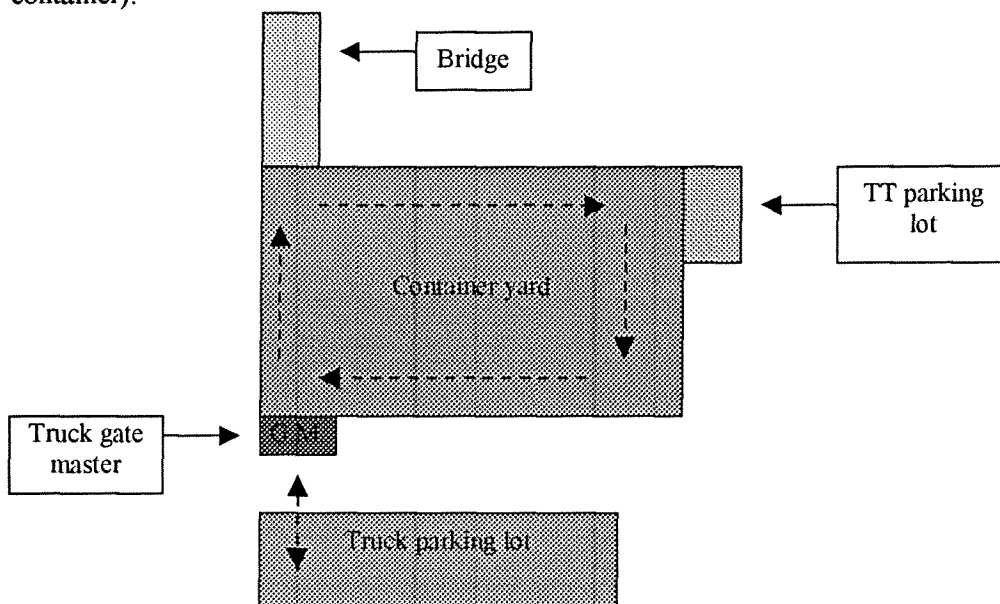 container).
Bridge
TT parking
lot
Container yard
Truck gate
master
G M
Truck parking lot